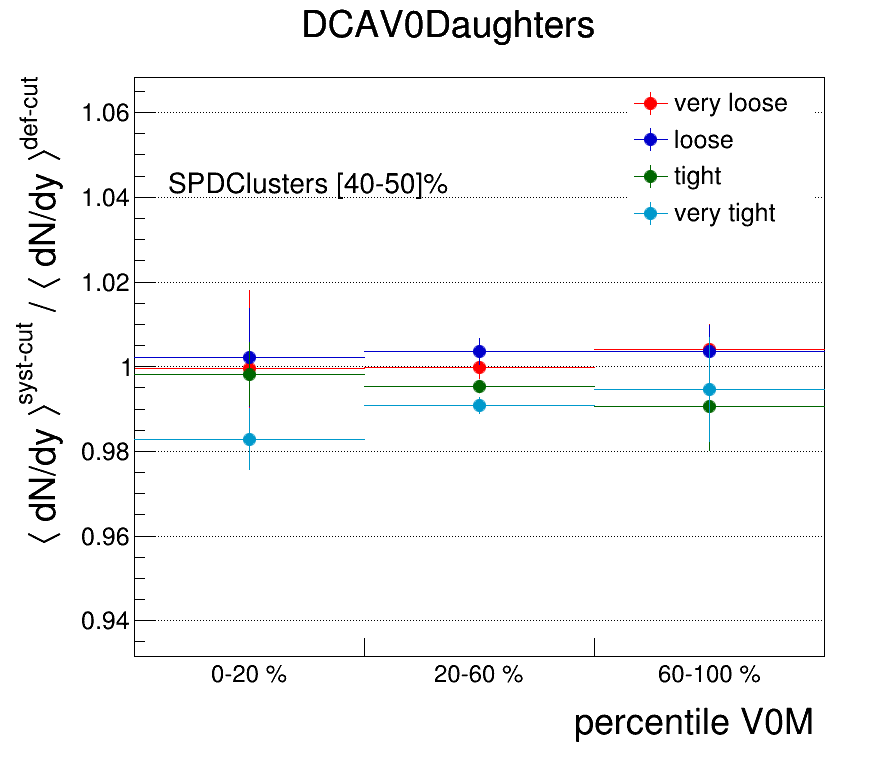 DCAV0Daughters
⟨ dN/dy ⟩^syst-cut / ⟨ dN/dy ⟩^def-cut
1.06
1.04
1.02
1
0.98
0.96
0.94
SPDClusters [40-50]%
very loose
loose
tight
very tight
0-20 %
20-60 %
60-100 %
percentile V0M